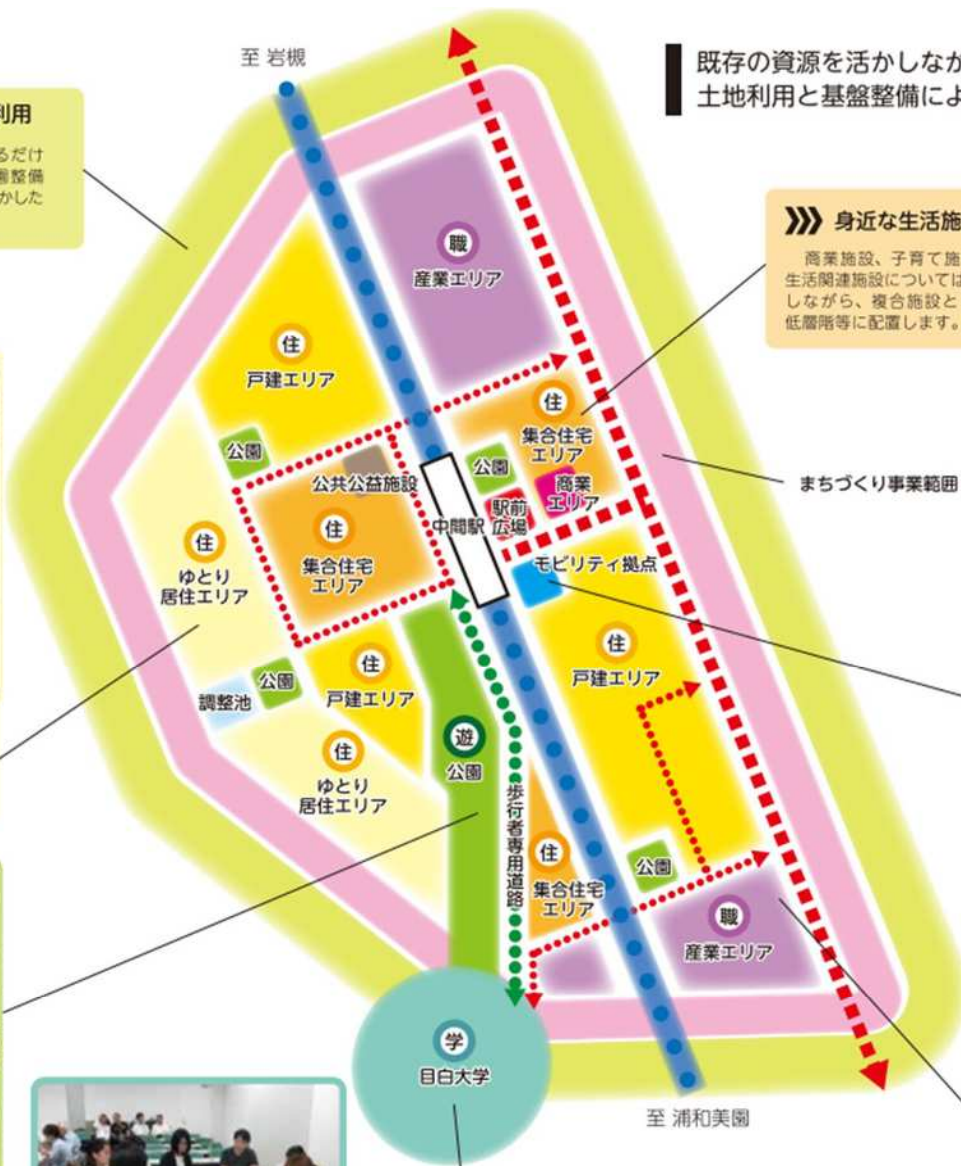 至 岩槻
既存の資源を活かしなが
土地利用と基盤整備によ
利用
るだけ
園整備
かした
身近な生活施
商業施設、子育て施
生活関連施設については
しながら、複合施設と
低層階等に配置します。
職
産業エリア
住
戸建エリア
住
集合住宅
エリア
公園
公園
公共公益施設
商業
エリア
駅前
広場
中間駅
まちづくり事業範囲
住
集合住宅
エリア
住
ゆとり
居住エリア
モビリティ拠点
住
戸建エリア
住
戸建エリア
公園
調整池
遊
公園
住
ゆとり
居住エリア
歩行者専用道路
住
集合住宅
エリア
公園
職
産業エリア
学
目白大学
至 浦和美園